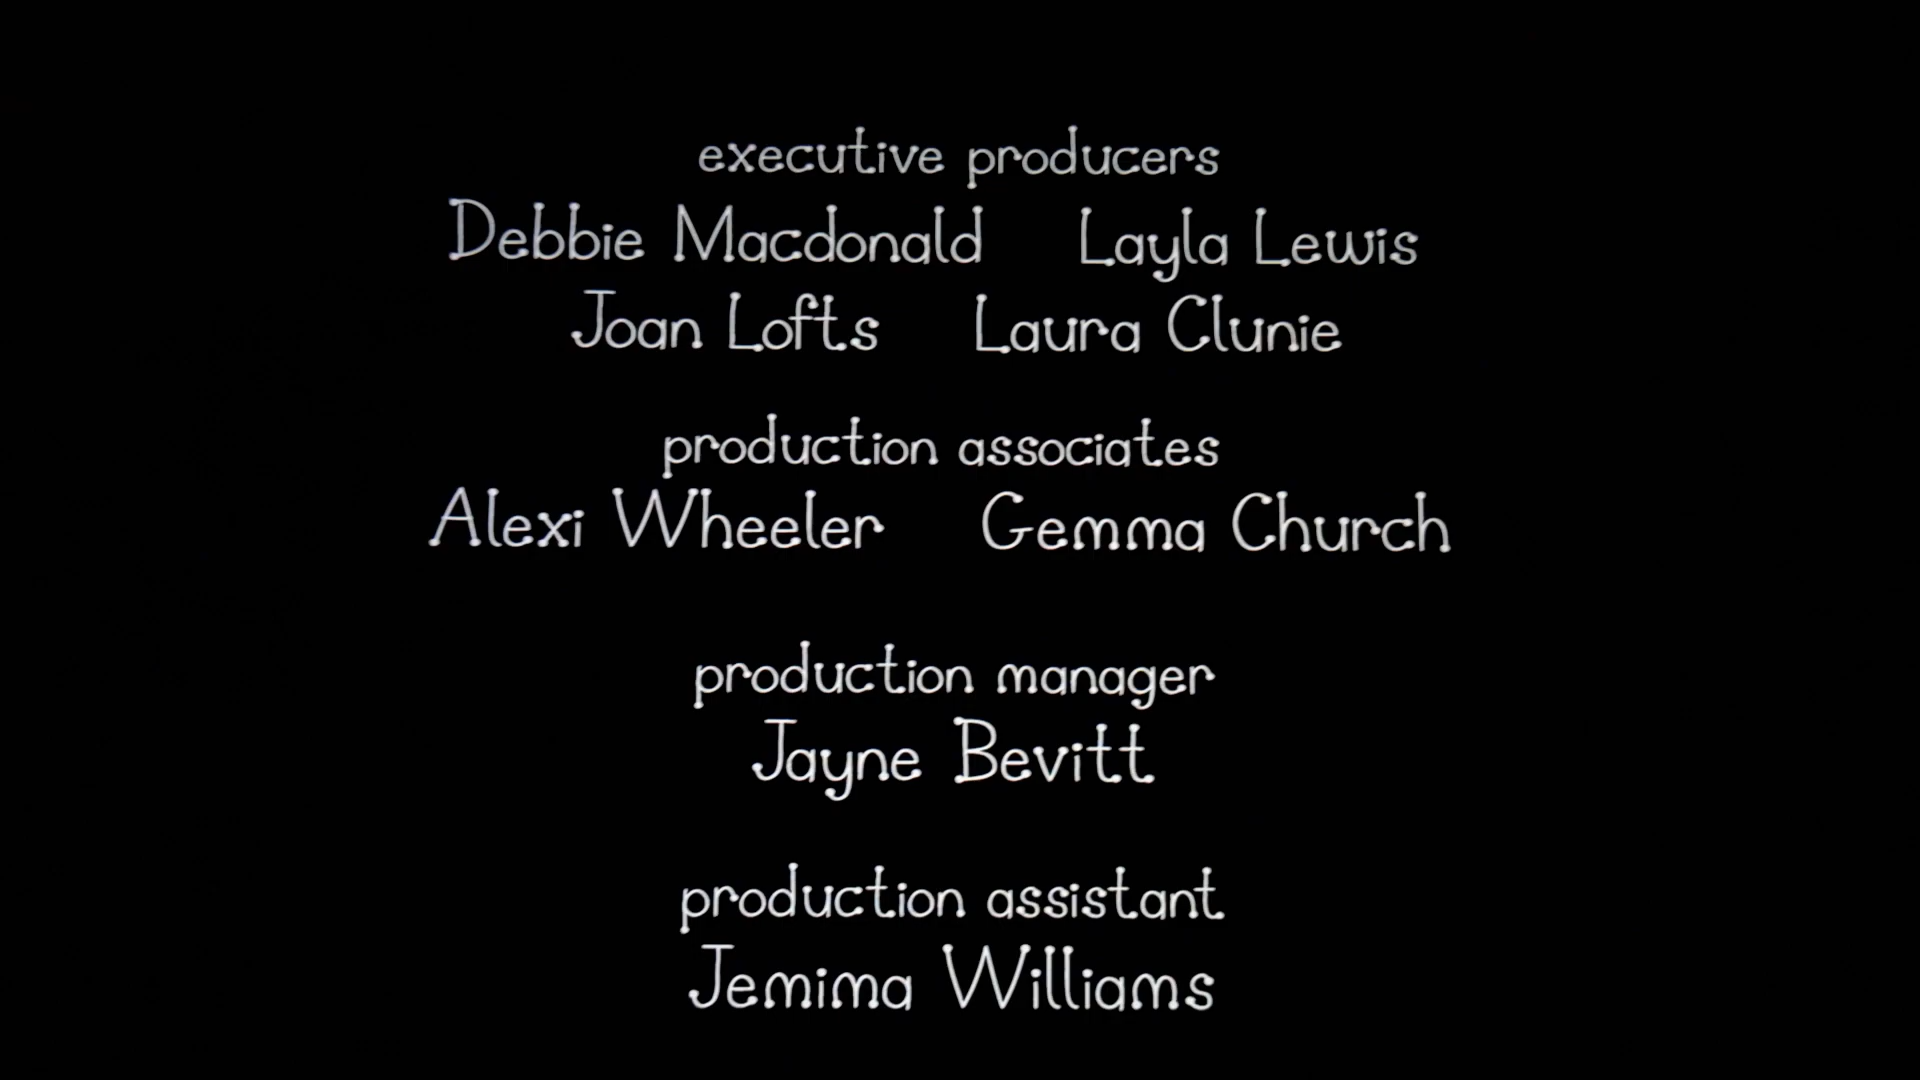 executive producers
Debbie Macdonald Layla Lewis
Joan Lofts Laura Clunie
production associates
Alexi Wheeler Gemma Church
production manager
Jayne Bevitt
production assistant
Jemima Williams